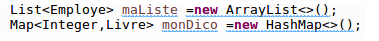 List<Employe> maListe =new ArrayList<>();
Map<Integer,Livre> monDico =new HashMap<>();